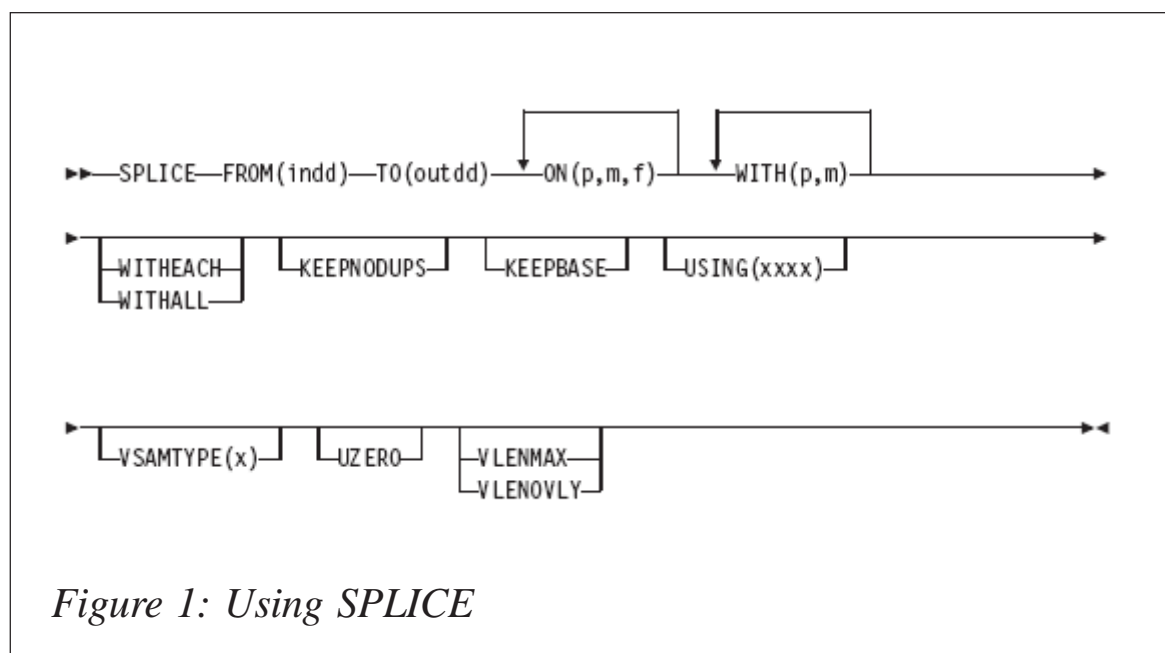 SPLICE FROM(indd) TO(outdd) ON(p,m,f) WITH(p,m)
WITHEACH KEEPNODUPS KEEPBASE USING(xxxx)
WITHALL
VSAMTYPE(x) UZERO VLENMAX
VLENOVLY
Figure 1: Using SPLICE